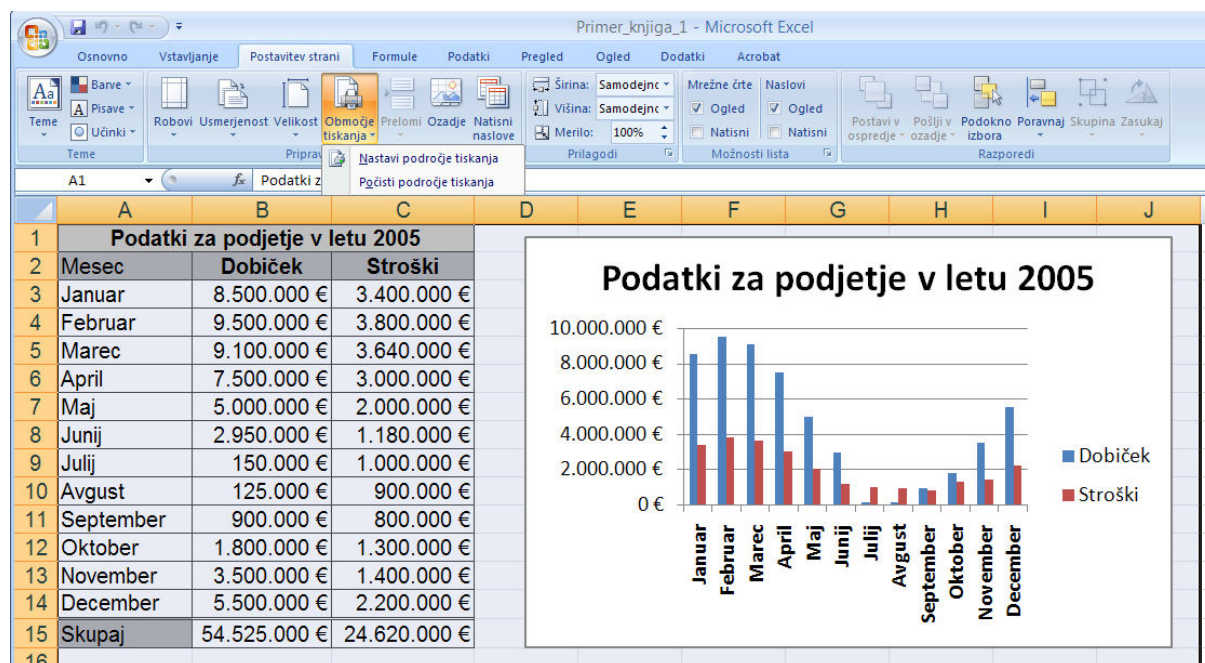 Primer_knjiga_1 - Microsoft Excel
Osnovno Vstavljanje Postavitev strani Formule Podatki Pregled Ogled Dodatki Acrobat
Teme
Barve
Pisave
Učinki
Teme
Robovi
Usmerjenost
Velikost
Območje tiskanja
Prelomi
Ozadje
Natisni naslove
Priprav
Nastavi področje tiskanja
Počisti področje tiskanja
Širina: Samodejno
Višina: Samodejno
Merilo: 100%
Prilagodi
Mrežne črte Naslovi
Ogled Ogled
Natisni Natisni
Možnosti lista
Postavi v ospredje
Pošlji v ozadje
Podokno izbora
Poravnaj
Skupina
Zasukaj
Razporedi
A1 fx Podatki z
A B C D E F G H I J
1 Podatki za podjetje v letu 2005
2 Mesec Dobiček Stroški
3 Januar 8.500.000 € 3.400.000 €
4 Februar 9.500.000 € 3.800.000 €
5 Marec 9.100.000 € 3.640.000 €
6 April 7.500.000 € 3.000.000 €
7 Maj 5.000.000 € 2.000.000 €
8 Junij 2.950.000 € 1.180.000 €
9 Julij 150.000 € 1.000.000 €
10 Avgust 125.000 € 900.000 €
11 September 900.000 € 800.000 €
12 Oktober 1.800.000 € 1.300.000 €
13 November 3.500.000 € 1.400.000 €
14 December 5.500.000 € 2.200.000 €
15 Skupaj 54.525.000 € 24.620.000 €
16
Podatki za podjetje v letu 2005
10.000.000 €
8.000.000 €
6.000.000 €
4.000.000 €
2.000.000 €
0 €
Januar
Februar
Marec
April
Maj
Junij
Julij
Avgust
September
Oktober
November
December
Dobiček
Stroški